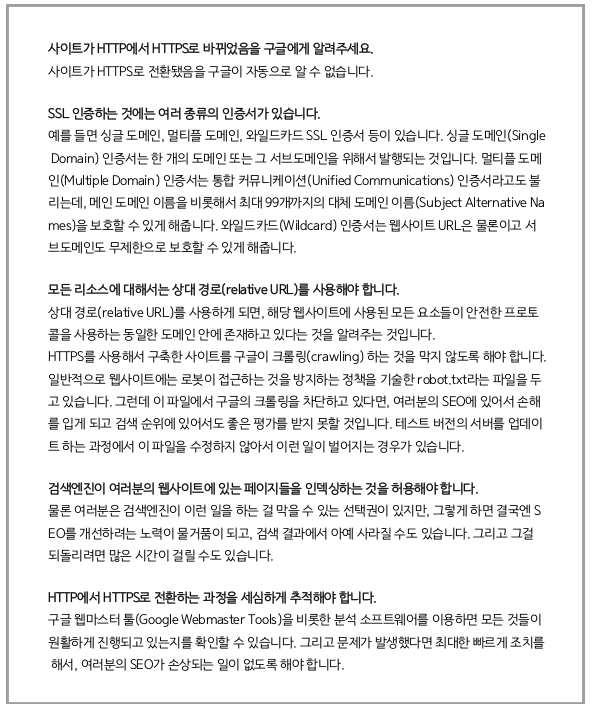 사이트가 HTTP에서 HTTPS로 바뀌었음을 구글에게 알려주세요.
사이트가 HTTPS로 전환됐음을 구글이 자동으로 알 수 없습니다.
SSL 인증하는 것에는 여러 종류의 인증서가 있습니다.
예를 들면 싱글 도메인, 멀티플 도메인, 와일드카드 SSL 인증서 등이 있습니다. 싱글 도메인(Single
Domain) 인증서는 한 개의 도메인 또는 그 서브도메인을 위해서 발행되는 것입니다. 멀티플 도메
인(Multiple Domain) 인증서는 통합 커뮤니케이션(Unified Communications) 인증서라고도 불
리는데, 메인 도메인 이름을 비롯해서 최대 99개까지의 대체 도메인 이름(Subject Alternative Na
mes)을 보호할 수 있게 해줍니다. 와일드카드(Wildcard) 인증서는 웹사이트 URL은 물론이고 서
브도메인도 무제한으로 보호할 수 있게 해줍니다.
모든 리소스에 대해서는 상대 경로(relative URL)를 사용해야 합니다.
상대 경로(relative URL)를 사용하게 되면, 해당 웹사이트에 사용된 모든 요소들이 안전한 프로토
콜을 사용하는 동일한 도메인 안에 존재하고 있다는 것을 알려주는 것입니다.
HTTPS를 사용해서 구축한 사이트를 구글이 크롤링(crawling) 하는 것을 막지 않도록 해야 합니다.
일반적으로 웹사이트에는 로봇이 접근하는 것을 방지하는 정책을 기술한 robot.txt라는 파일을 두
고 있습니다. 그런데 이 파일에서 구글의 크롤링을 차단하고 있다면, 여러분의 SEO에 있어서 손해
를 입게 되고 검색 순위에 있어서도 좋은 평가를 받지 못할 것입니다. 테스트 버전의 서버를 업데이
트 하는 과정에서 이 파일을 수정하지 않아서 이런 일이 벌어지는 경우가 있습니다.
검색엔진이 여러분의 웹사이트에 있는 페이지들을 인덱싱하는 것을 허용해야 합니다.
물론 여러분은 검색엔진이 이런 일을 하는 걸 막을 수 있는 선택권이 있지만, 그렇게 하면 결국엔 S
EO를 개선하려는 노력이 물거품이 되고, 검색 결과에서 아예 사라질 수도 있습니다. 그리고 그걸
되돌리려면 많은 시간이 걸릴 수도 있습니다.
HTTP에서 HTTPS로 전환하는 과정을 세심하게 추적해야 합니다.
구글 웹마스터 툴(Google Webmaster Tools)을 비롯한 분석 소프트웨어를 이용하면 모든 것들이
원활하게 진행되고 있는지를 확인할 수 있습니다. 그리고 문제가 발생했다면 최대한 빠르게 조치를
해서, 여러분의 SEO가 손상되는 일이 없도록 해야 합니다.